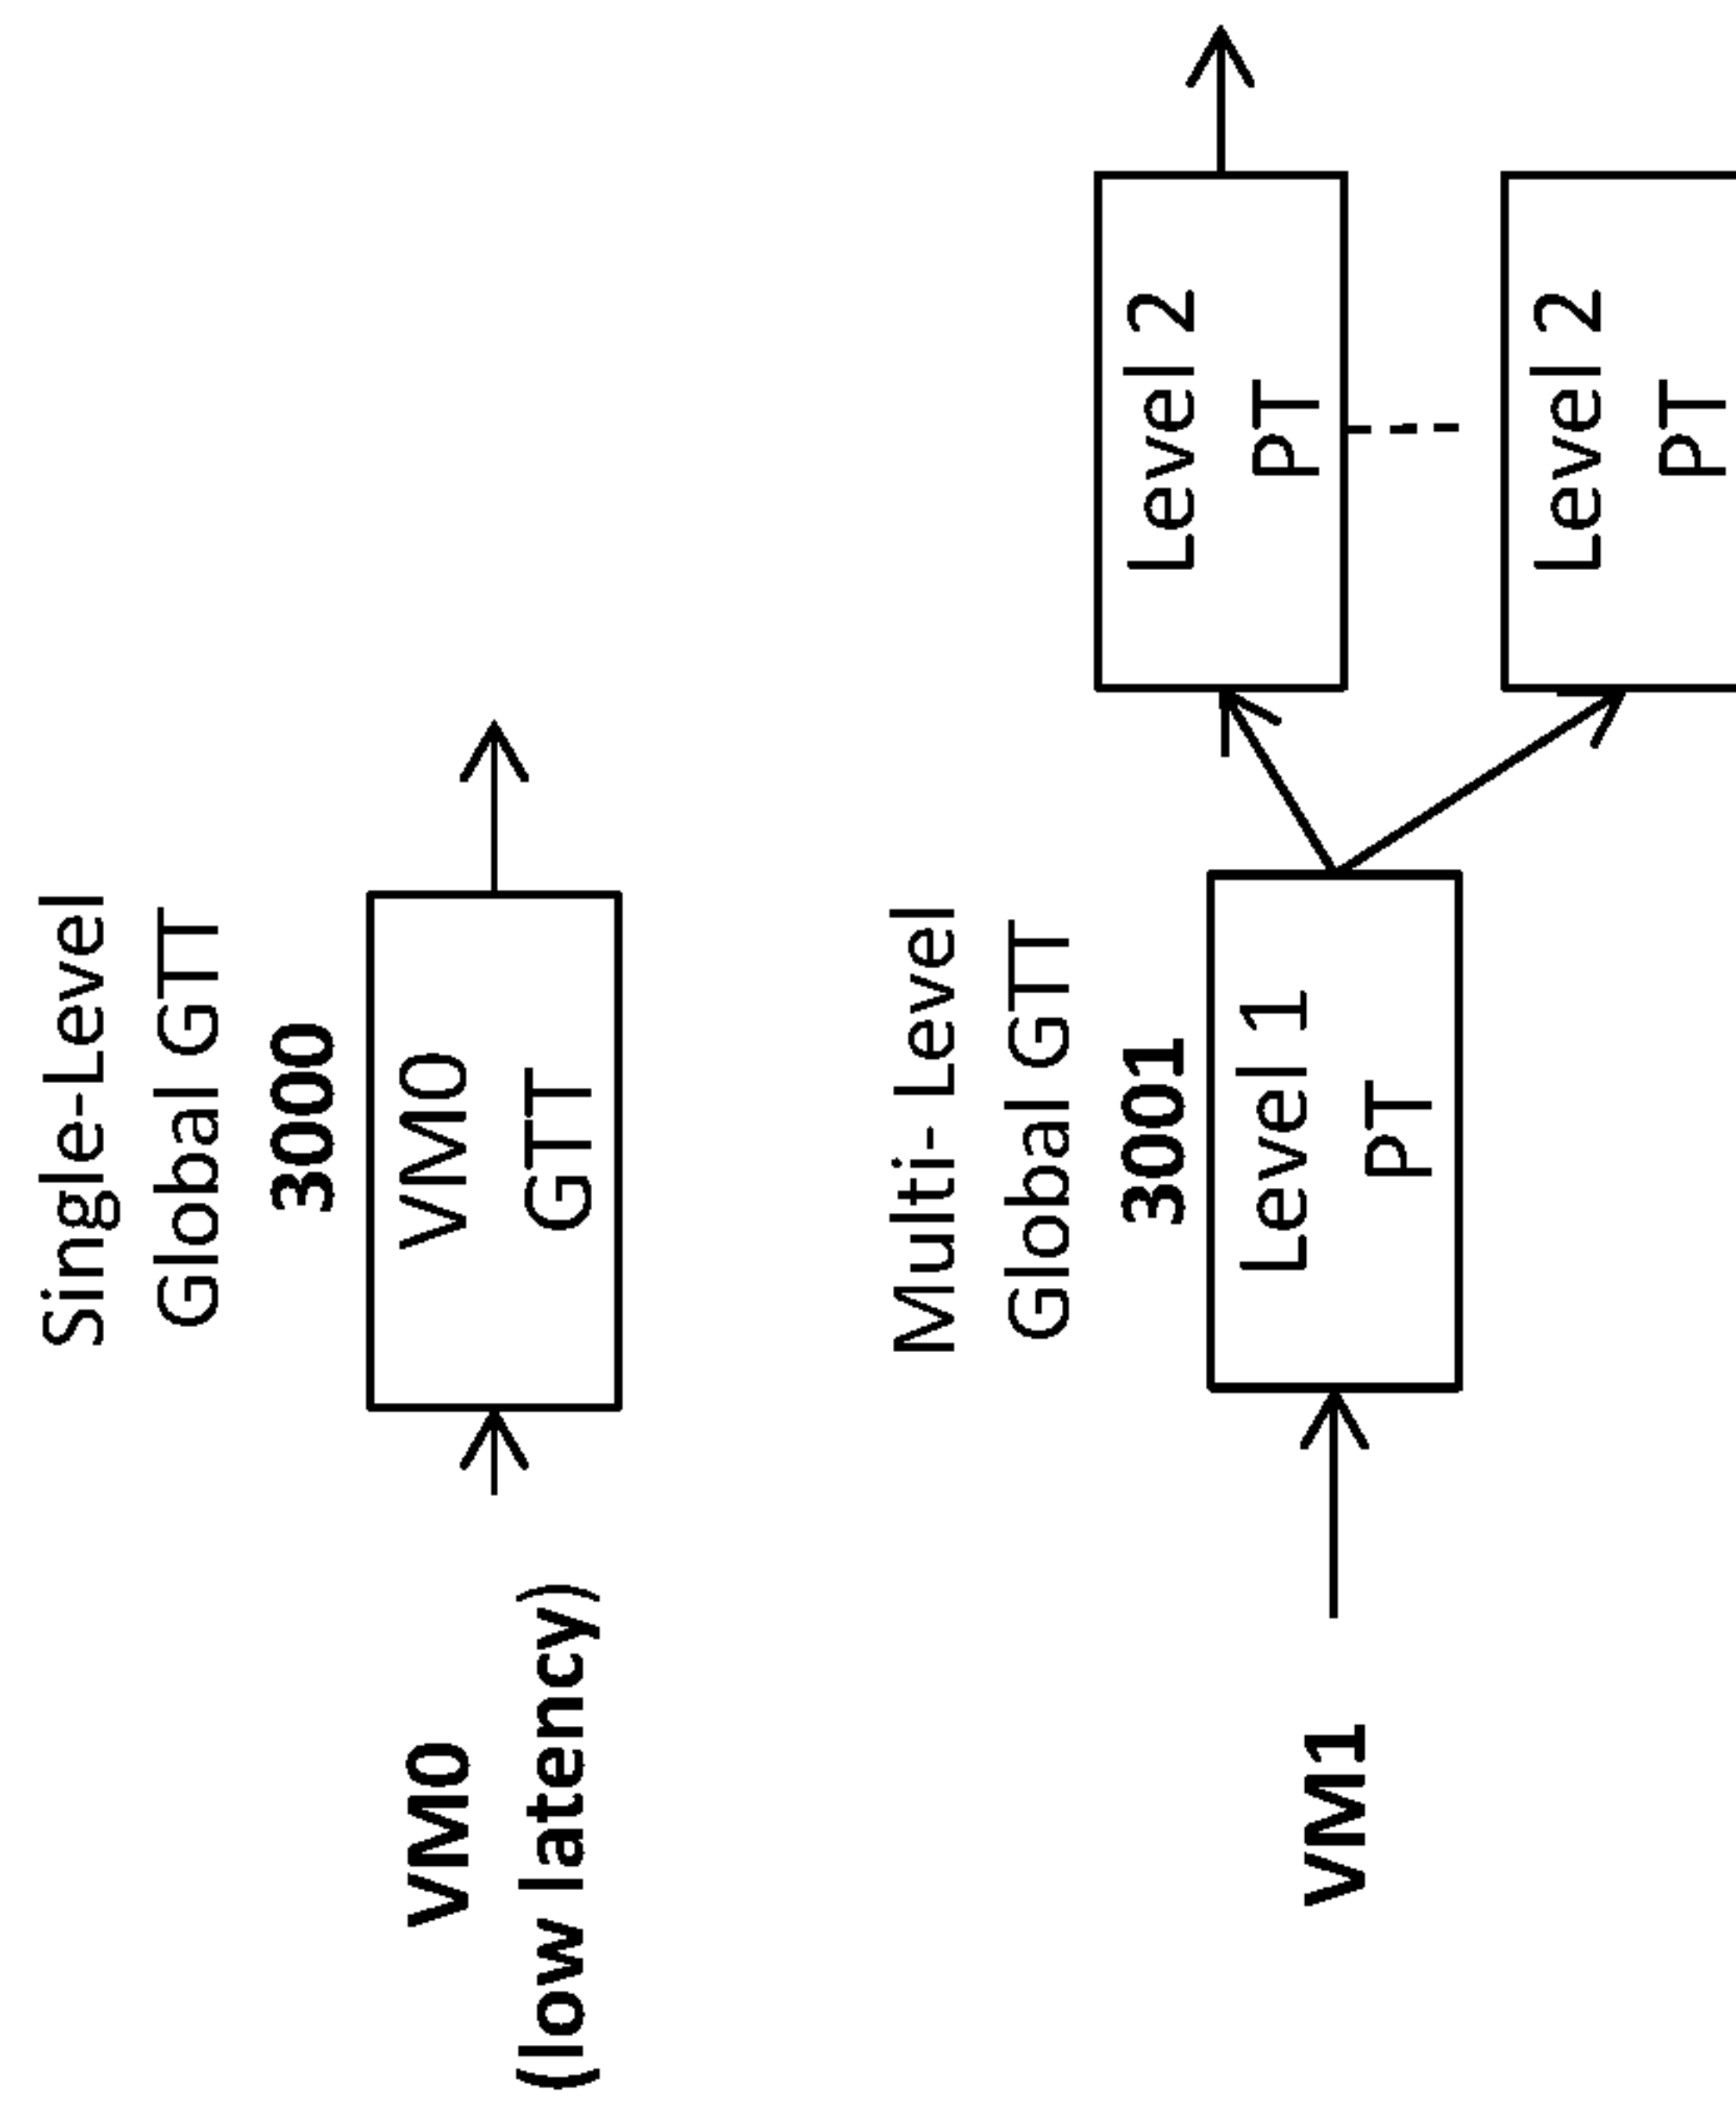 Single-Level
Global GTT
3000
VM0
GTT
VM0
(low latency)
Multi- Level
Global GTT
3001
Level 1
PT
VM1
Level 2
PT
Level 2
PT